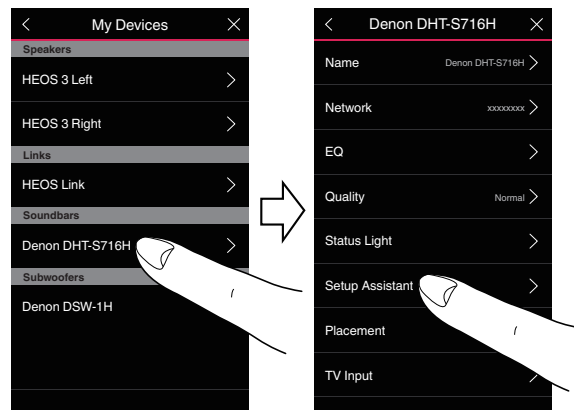 My Devices
Speakers
HEOS 3 Left
HEOS 3 Right
Links
HEOS Link
Soundbars
Denon DHT-S716H
Subwoofers
Denon DSW-1H
Denon DHT-S716H
Name Denon DHT-S716H
Network xxxxxxxx
EQ
Quality Normal
Status Light
Setup Assistant
Placement
TV Input